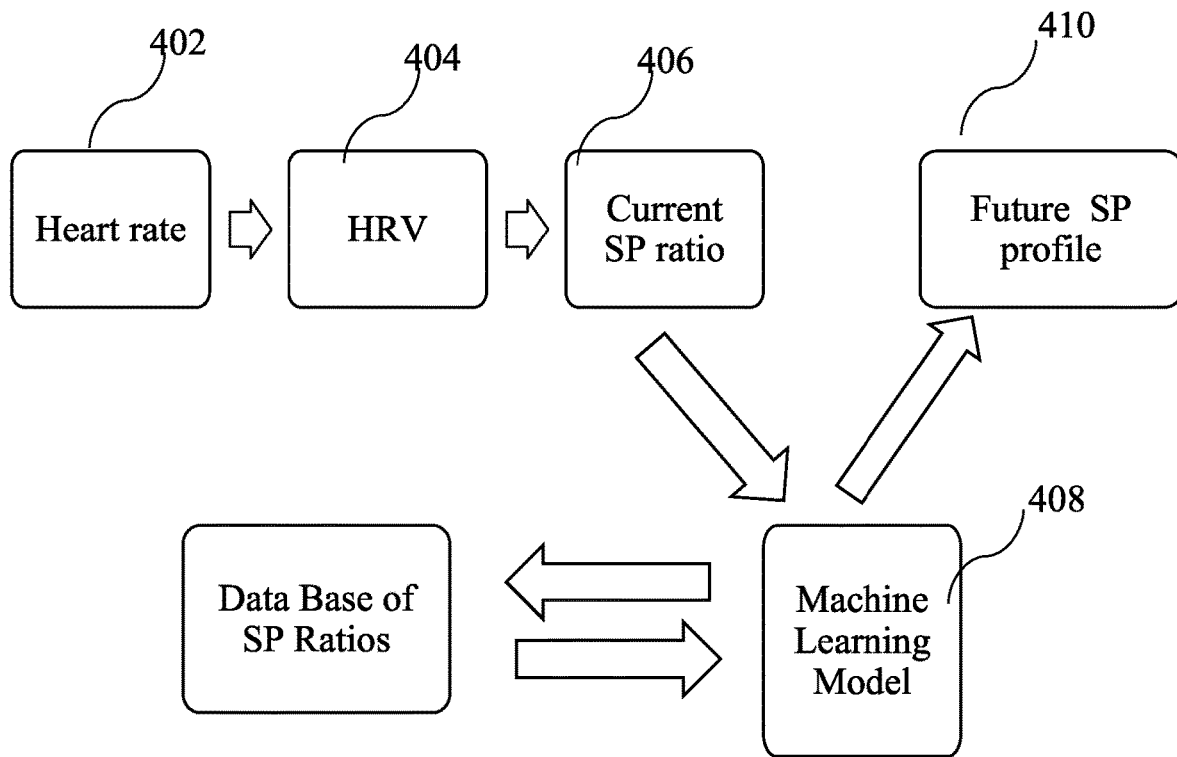 402
404
406
410
Heart rate
HRV
Current
SP ratio
Future SP
profile
408
Data Base of
SP Ratios
Machine
Learning
Model